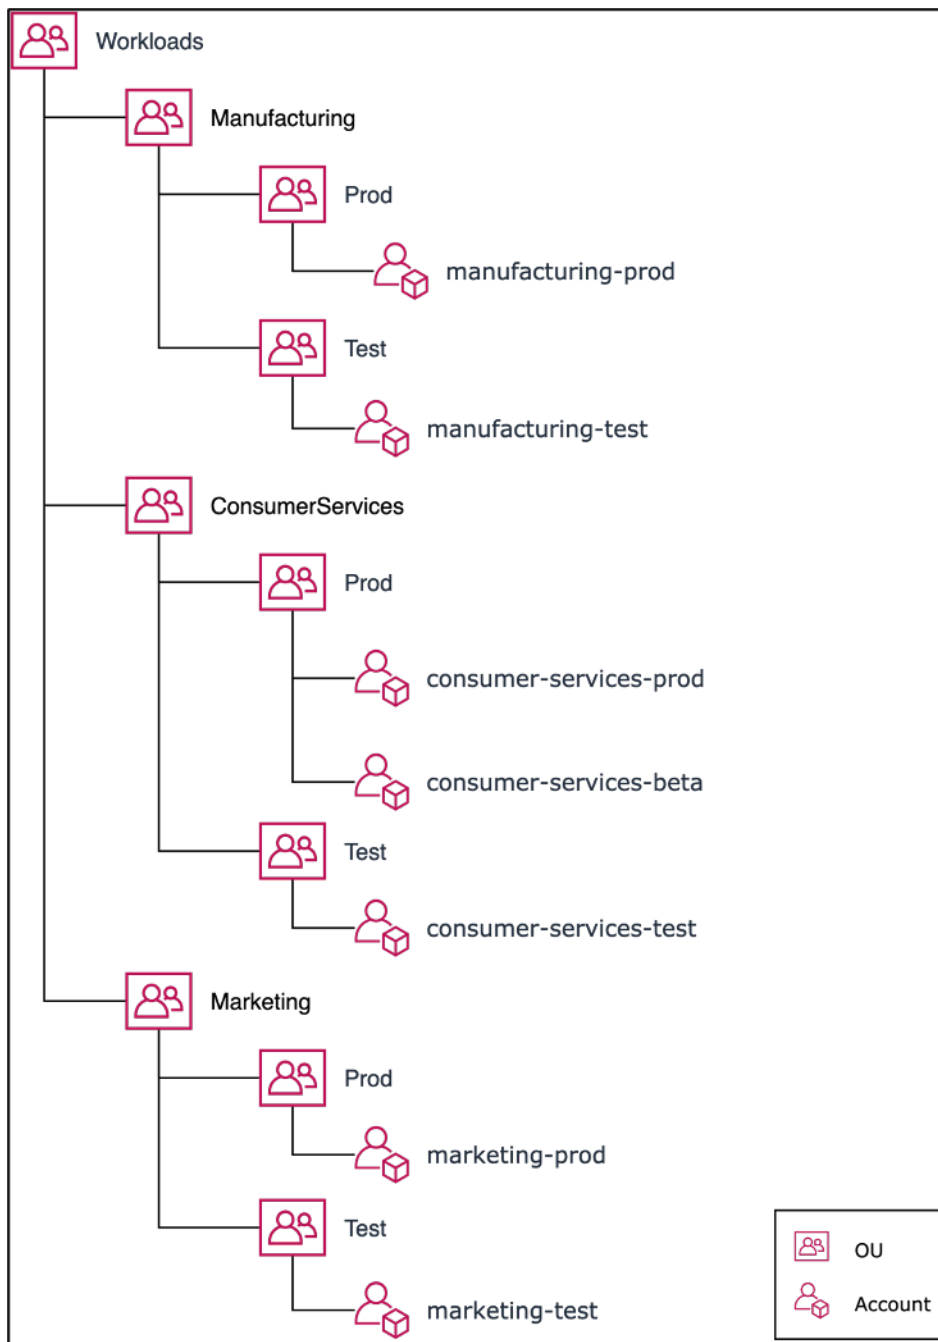 Workloads
Manufacturing
Prod
manufacturing-prod
Test
manufacturing-test
ConsumerServices
Prod
consumer-services-prod
consumer-services-beta
Test
consumer-services-test
Marketing
Prod
marketing-prod
Test
marketing-test
OU
Account